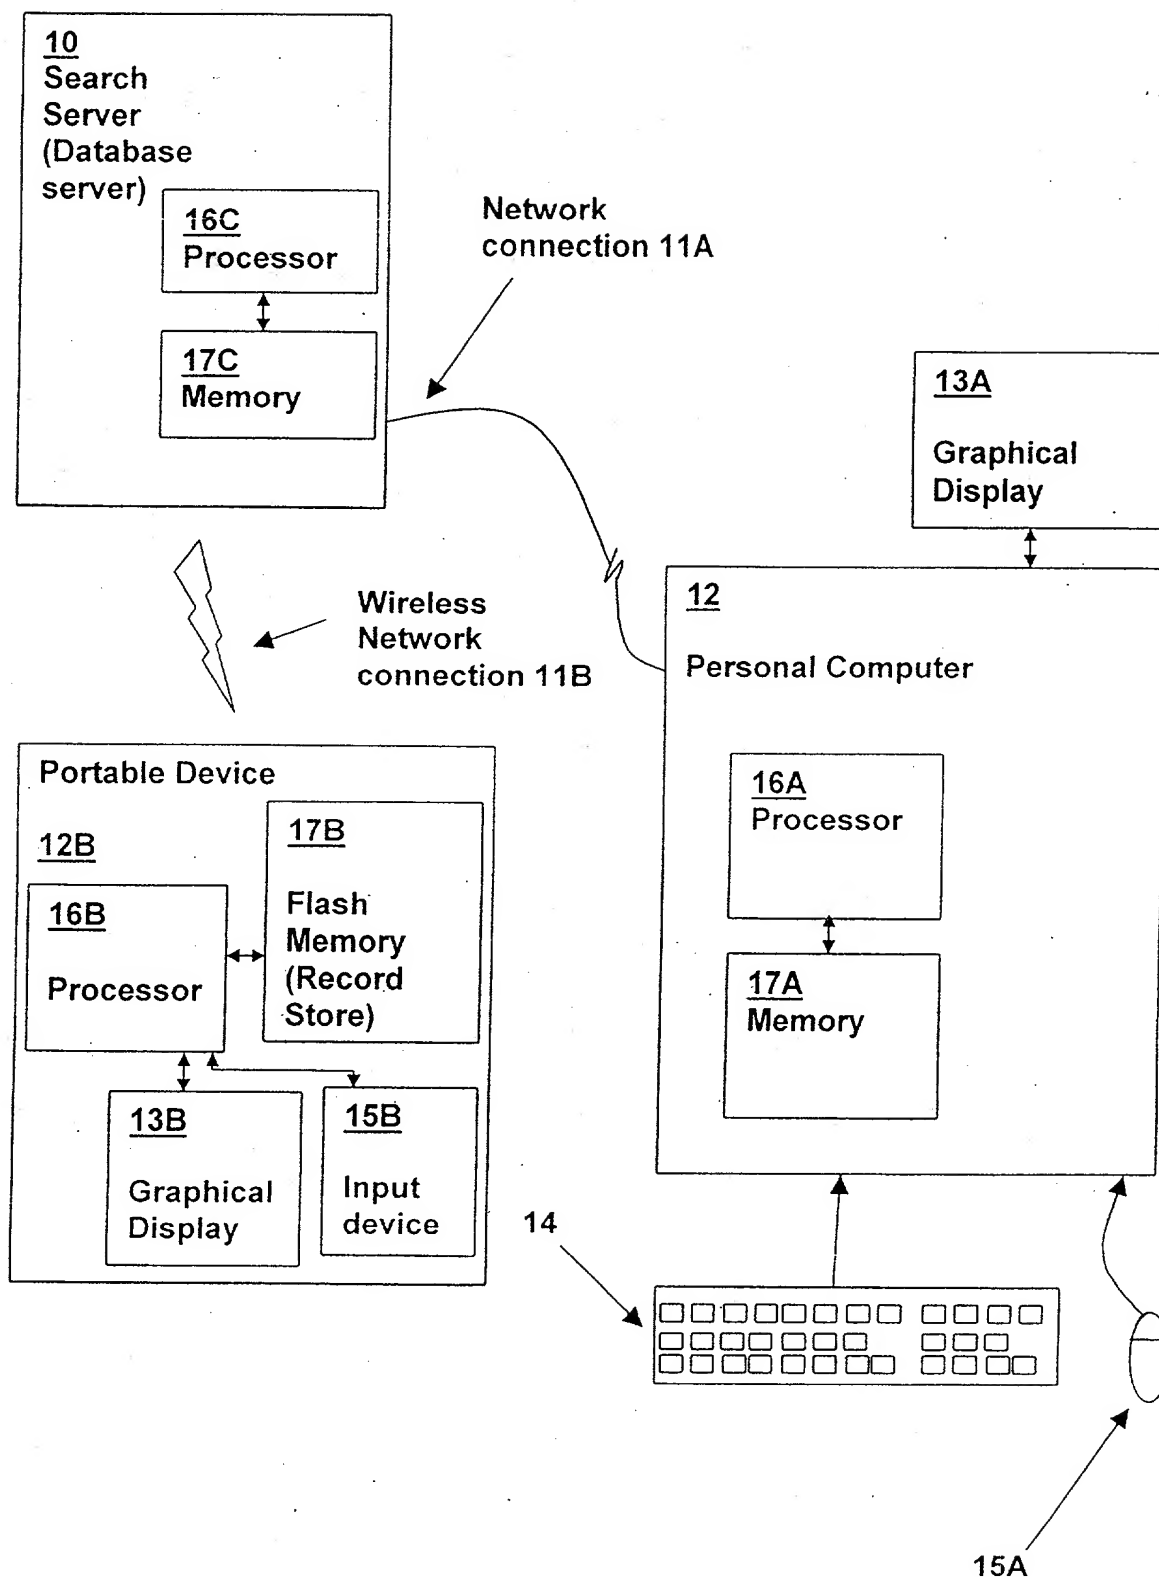 10
Search
Server
(Database
server)
16C
Processor
17C
Memory
Network
connection 11A
13A
Graphical
Display
Wireless
Network
connection 11B
12
Personal Computer
16A
Processor
17A
Memory
Portable Device
12B
17B
Flash
Memory
(Record
Store)
16B
Processor
13B
Graphical
Display
15B
Input
device
14
15A